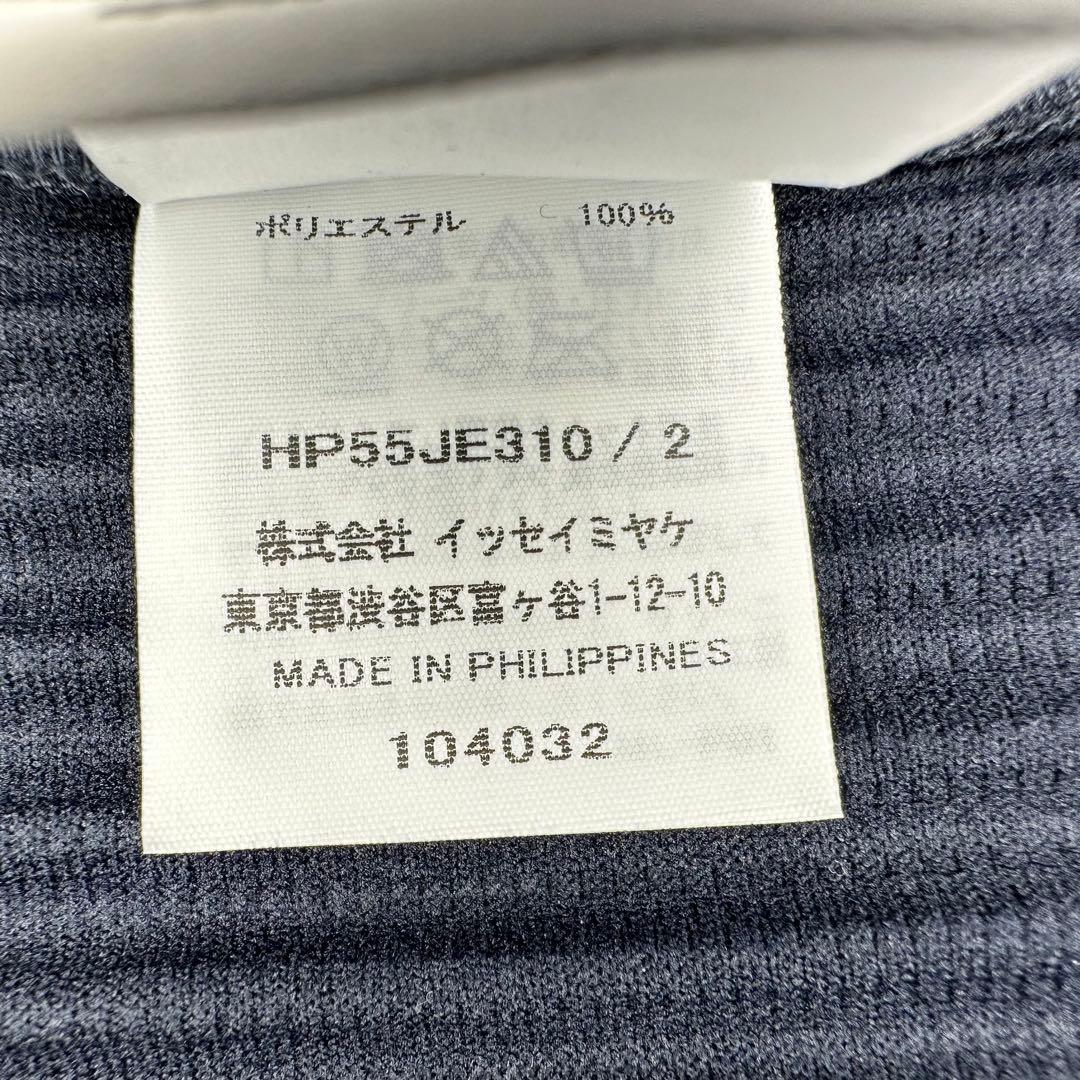 ポリエステル 100%
HP55JE310 / 2
株式会社 イッセイミヤケ
東京都渋谷区富ヶ谷1-12-10
MADE IN PHILIPPINES
104032